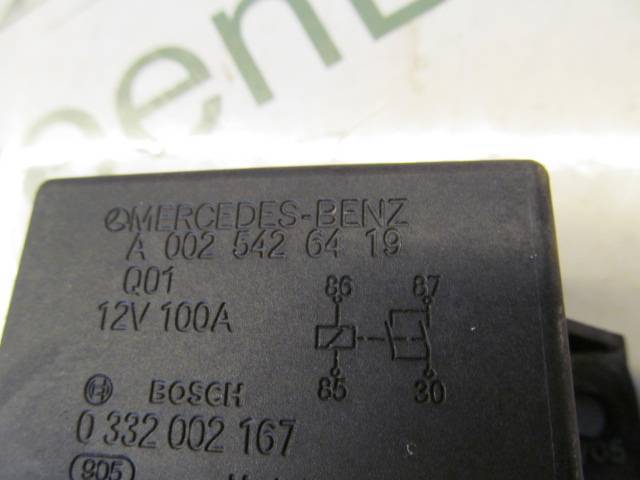 eenP
MERCEDES-BENZ
A 002 542 64 19
Q01
12V 100A
86 87
85 30
BOSCH
0 332 002 167
905